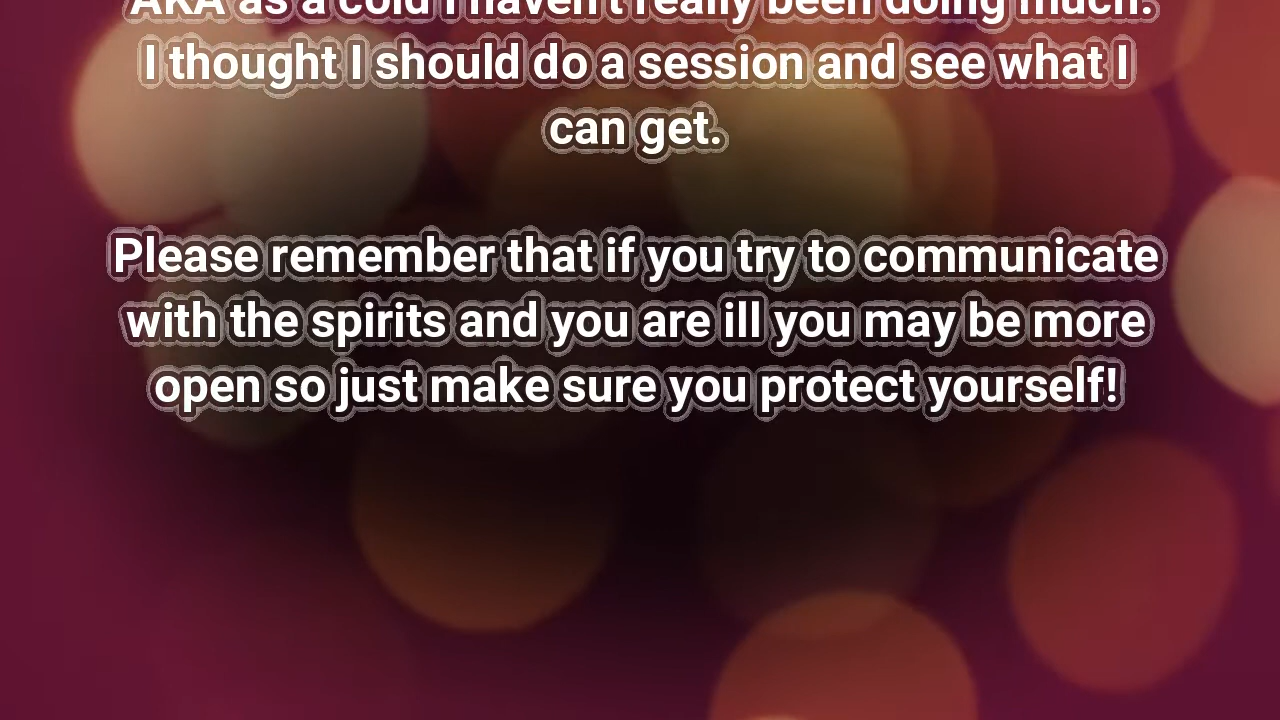 AKA as a cold I haven't really been doing much.
I thought I should do a session and see what I
can get.
Please remember that if you try to communicate
with the spirits and you are ill you may be more
open so just make sure you protect yourself!